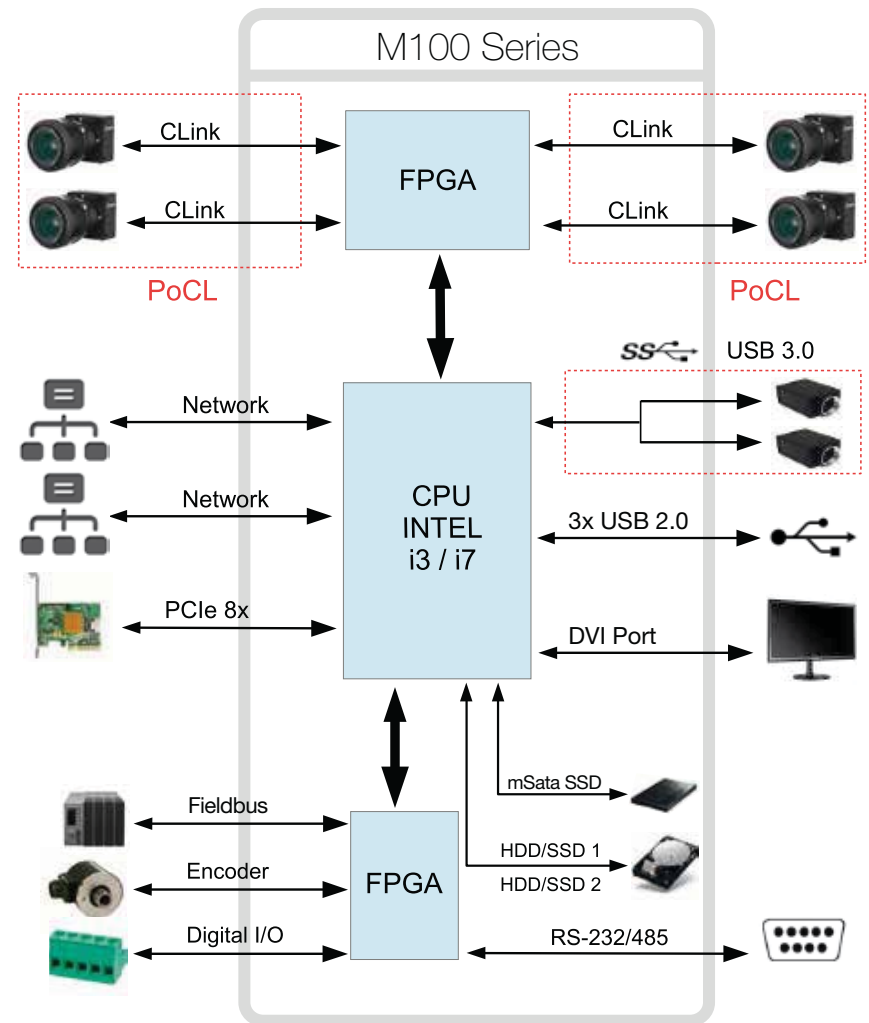 M100 Series
CLink
CLink
FPGA
CLink
CLink
PoCL
PoCL
SS
USB 3.0
Network
Network
CPU
INTEL
i3 / i7
3x USB 2.0
PCIe 8x
DVI Port
mSata SSD
Fieldbus
HDD/SSD 1
HDD/SSD 2
Encoder
FPGA
Digital I/O
RS-232/485